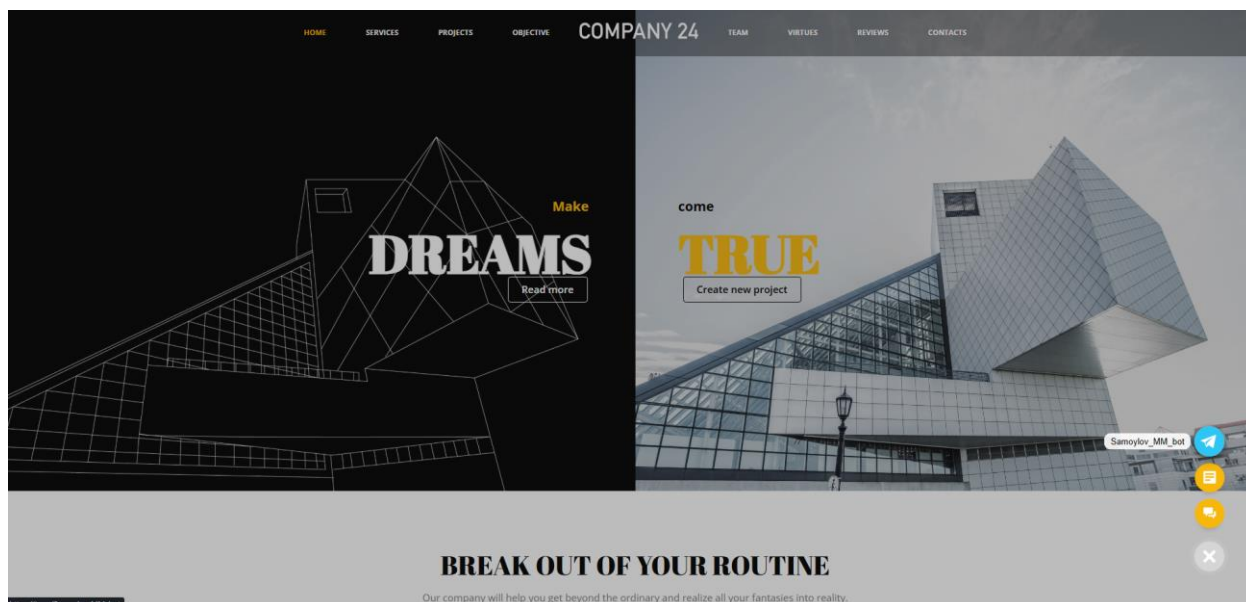 HOME SERVICES PROJECTS OBJECTIVE COMPANY 24 TEAM VIRTUES REVIEWS CONTACTS
Make come
DREAMS TRUE
Read more Create new project
Samoylov_MM_bot
BREAK OUT OF YOUR ROUTINE
Our company will help you get beyond the ordinary and realize all your fantasies into reality.